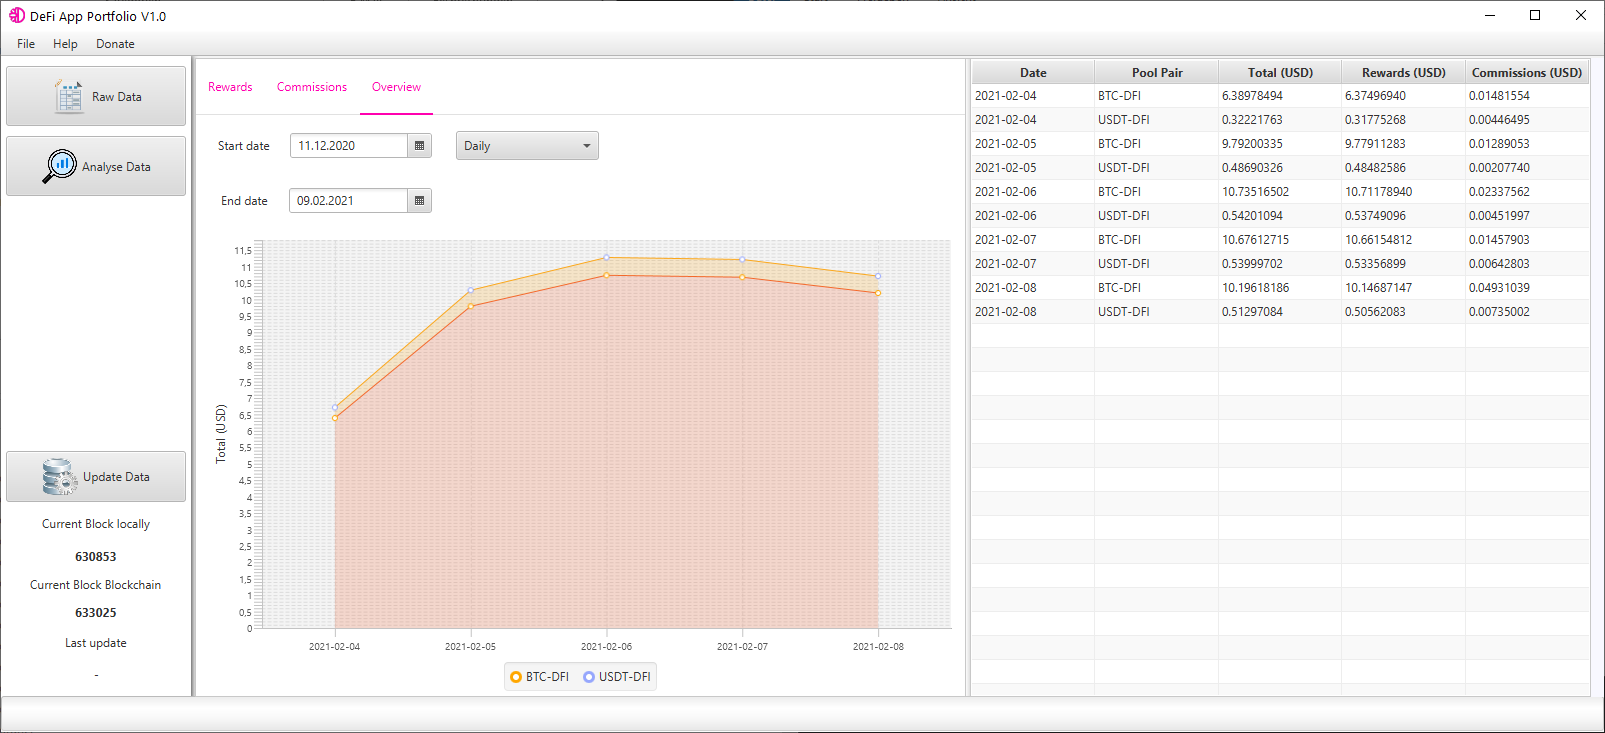 DeFi App Portfolio V1.0
File Help Donate
Raw Data
Analyse Data
Update Data
Current Block locally
630853
Current Block Blockchain
633025
Last update
-
Rewards Commissions Overview
Start date 11.12.2020 Daily
End date 09.02.2021
Total (USD)
11,5
11
10,5
10
9,5
9
8,5
8
7,5
7
6,5
6
5,5
5
4,5
4
3,5
3
2,5
2
1,5
1
0,5
0
2021-02-04 2021-02-05 2021-02-06 2021-02-07 2021-02-08
BTC-DFI USDT-DFI
Date Pool Pair Total (USD) Rewards (USD) Commissions (USD)
2021-02-04 BTC-DFI 6.38978494 6.37496940 0.01481554
2021-02-04 USDT-DFI 0.32221763 0.31775268 0.00446495
2021-02-05 BTC-DFI 9.79200335 9.77911283 0.01289053
2021-02-05 USDT-DFI 0.48690326 0.48482586 0.00207740
2021-02-06 BTC-DFI 10.73516502 10.71178940 0.02337562
2021-02-06 USDT-DFI 0.54201094 0.53749096 0.00451997
2021-02-07 BTC-DFI 10.67612715 10.66154812 0.01457903
2021-02-07 USDT-DFI 0.53999702 0.53356899 0.00642803
2021-02-08 BTC-DFI 10.19618186 10.14687147 0.04931039
2021-02-08 USDT-DFI 0.51297084 0.50562083 0.00735002